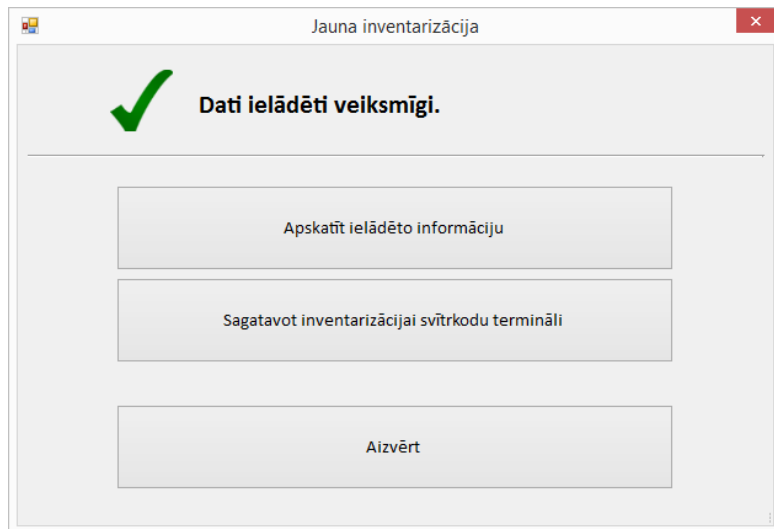 Jauna inventarizācija
Dati ielādēti veiksmīgi.
Apskatīt ielādēto informāciju
Sagatavot inventarizācijai svītrkodu termināli
Aizvērt